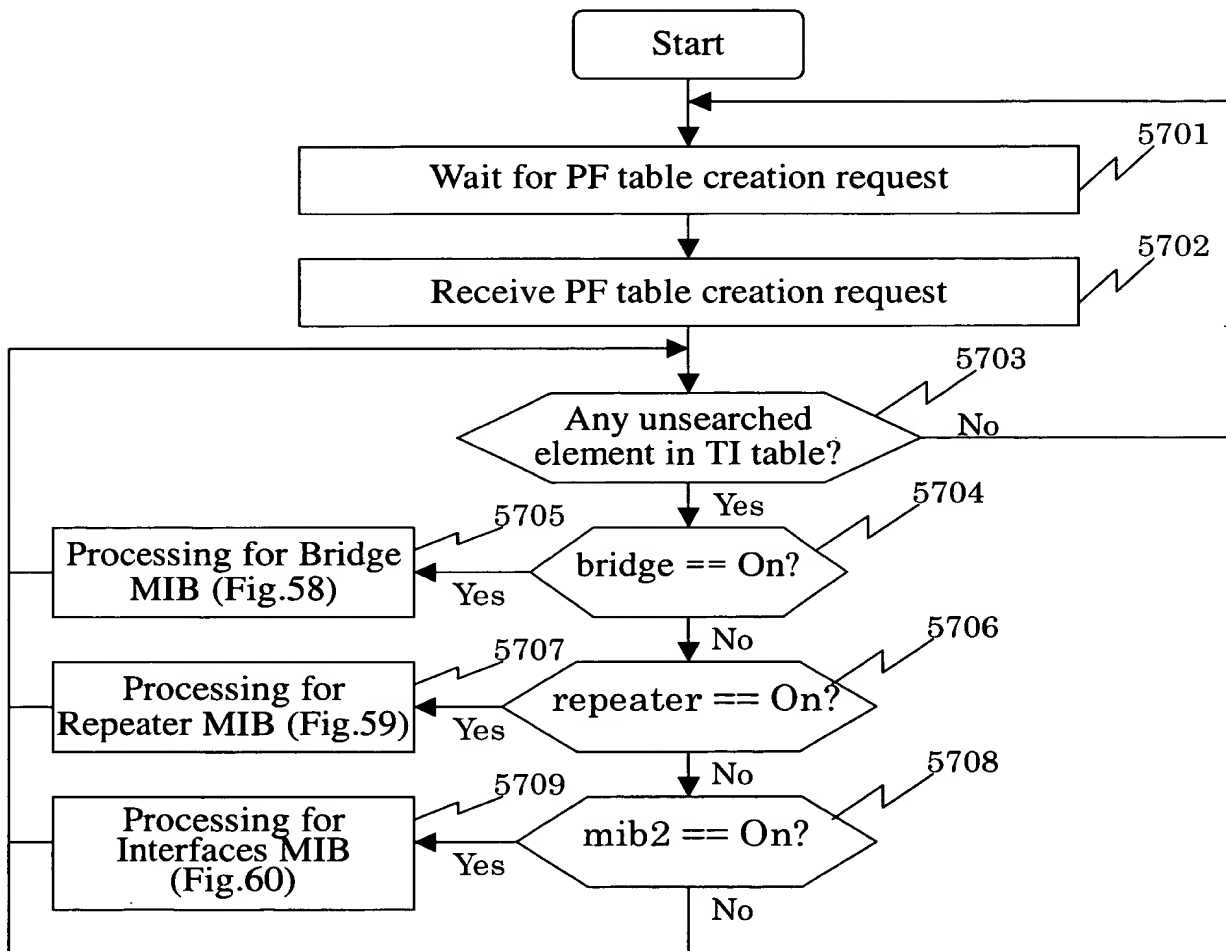 Start
5701
Wait for PF table creation request
5702
Receive PF table creation request
5703
Any unsearched
element in TI table?
No
Yes
5704
5705
Processing for Bridge
MIB (Fig.58)
Yes
bridge == On?
No
5706
5707
Processing for
Repeater MIB (Fig.59)
Yes
repeater == On?
No
5708
5709
Processing for
Interfaces MIB
(Fig.60)
Yes
mib2 == On?
No